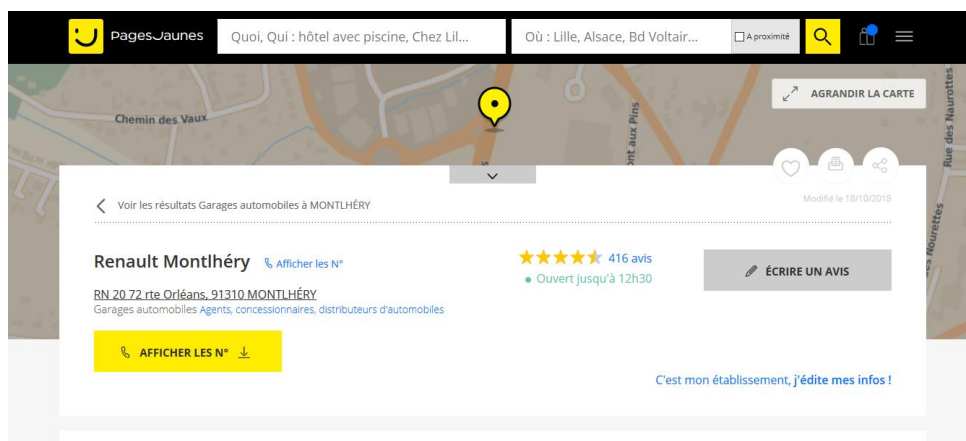 PagesJaunes
Quoi, Qui : hôtel avec piscine, Chez Lil...
Où : Lille, Alsace, Bd Voltair...
A proximité
Chemin des Vaux
ont aux Pins
Rue des Naurottes
AGRANDIR LA CARTE
Voir les résultats Garages automobiles à MONTLHÉRY
Modifié le 18/10/2018
Renault Montlhéry Afficher les N°
416 avis
Ouvert jusqu'à 12h30
ÉCRIRE UN AVIS
RN 20 72 rte Orléans, 91310 MONTLHÉRY
Garages automobiles Agents, concessionnaires, distributeurs d'automobiles
AFFICHER LES N°
C'est mon établissement, j'édite mes infos !